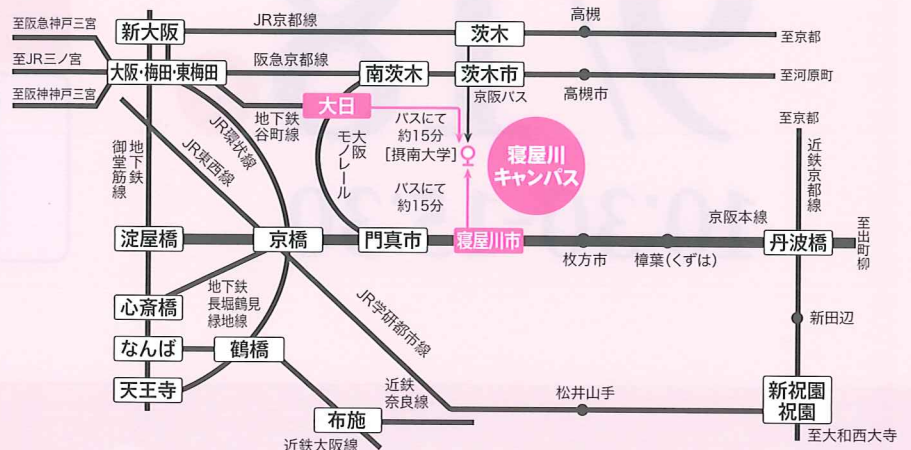 至阪急神戸三宮
至JR三ノ宮
至阪神神戸三宮
新大阪
JR京都線
茨木
高槻
至京都
大阪・梅田・東梅田
阪急京都線
南茨木
茨木市
高槻市
至河原町
京阪バス
大日
地下鉄
谷町線
大阪
モノレール
バスにて
約15分
[摂南大学]
バスにて
約15分
寝屋川
キャンパス
至京都
近鉄京都線
地下鉄
御堂筋線
JR環状線
JR東西線
淀屋橋
京橋
門真市
寝屋川市
枚方市
樟葉(くずは)
京阪本線
丹波橋
至出町柳
心斎橋
地下鉄
長堀鶴見
緑地線
JR学研都市線
新田辺
なんば
鶴橋
天王寺
近鉄
奈良線
松井山手
新祝園
祝園
布施
近鉄大阪線
至大和西大寺